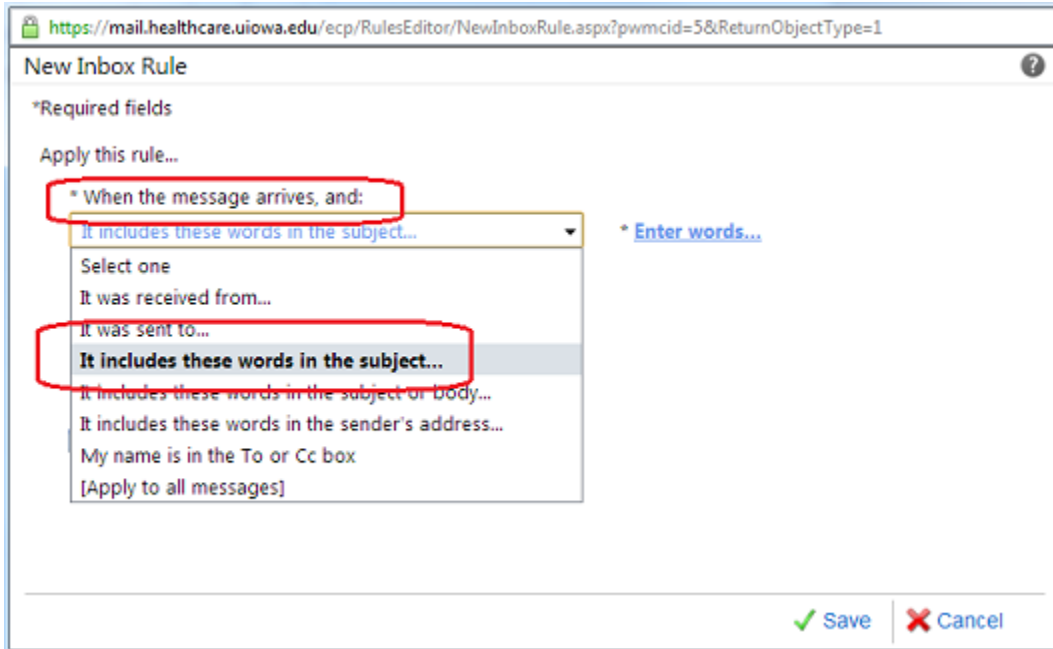 https://mail.healthcare.uiowa.edu/ecp/RulesEditor/NewInboxRule.aspx?pwmcid=5&ReturnObjectType=1
New Inbox Rule ?
*Required fields
Apply this rule...
* When the message arrives, and:
It includes these words in the subject... * Enter words...
Select one
It was received from...
It was sent to...
It includes these words in the subject...
It includes these words in the subject or body...
It includes these words in the sender's address...
My name is in the To or Cc box
[Apply to all messages]
Save Cancel